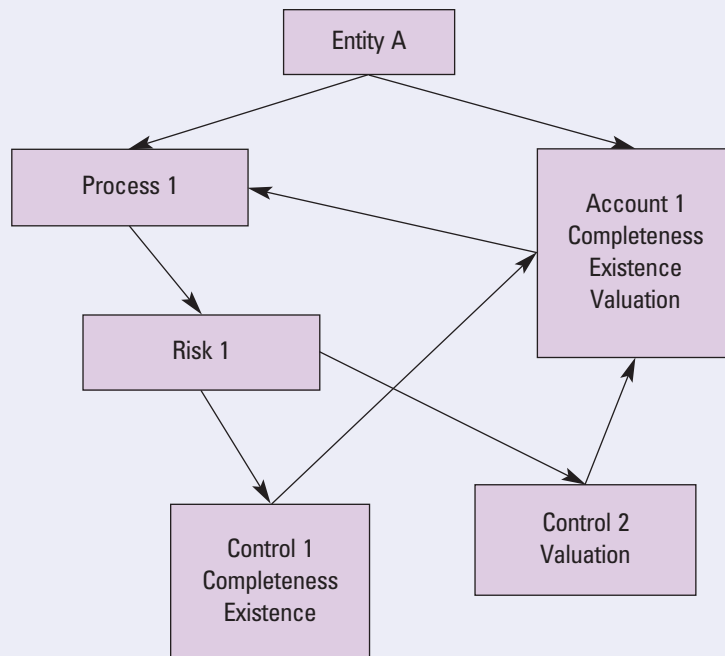 Entity A
Process 1
Account 1
Completeness
Existence
Valuation
Risk 1
Control 1
Completeness
Existence
Control 2
Valuation